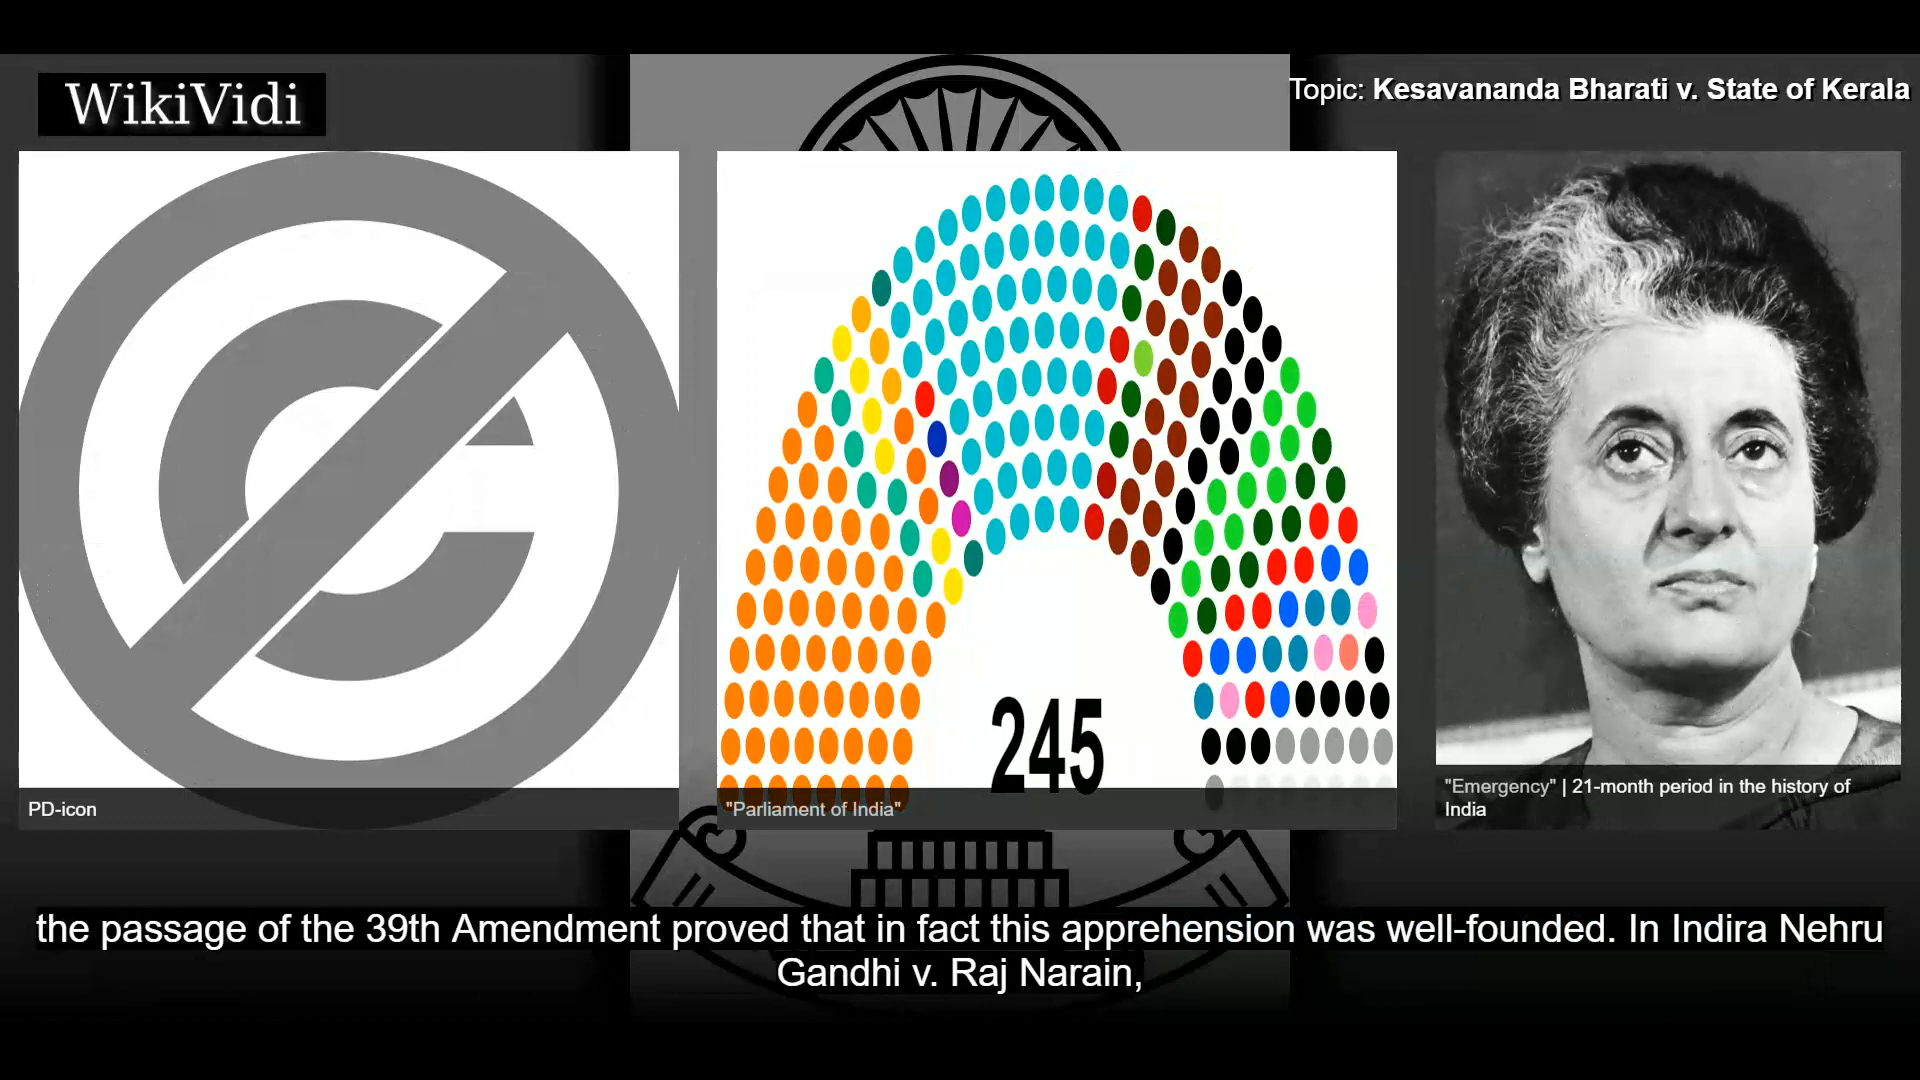 WikiVidi
Topic: Kesavananda Bharati v. State of Kerala
245
PD-icon
"Parliament of India"
"Emergency" | 21-month period in the history of
India
the passage of the 39th Amendment proved that in fact this apprehension was well-founded. In Indira Nehru
Gandhi v. Raj Narain,